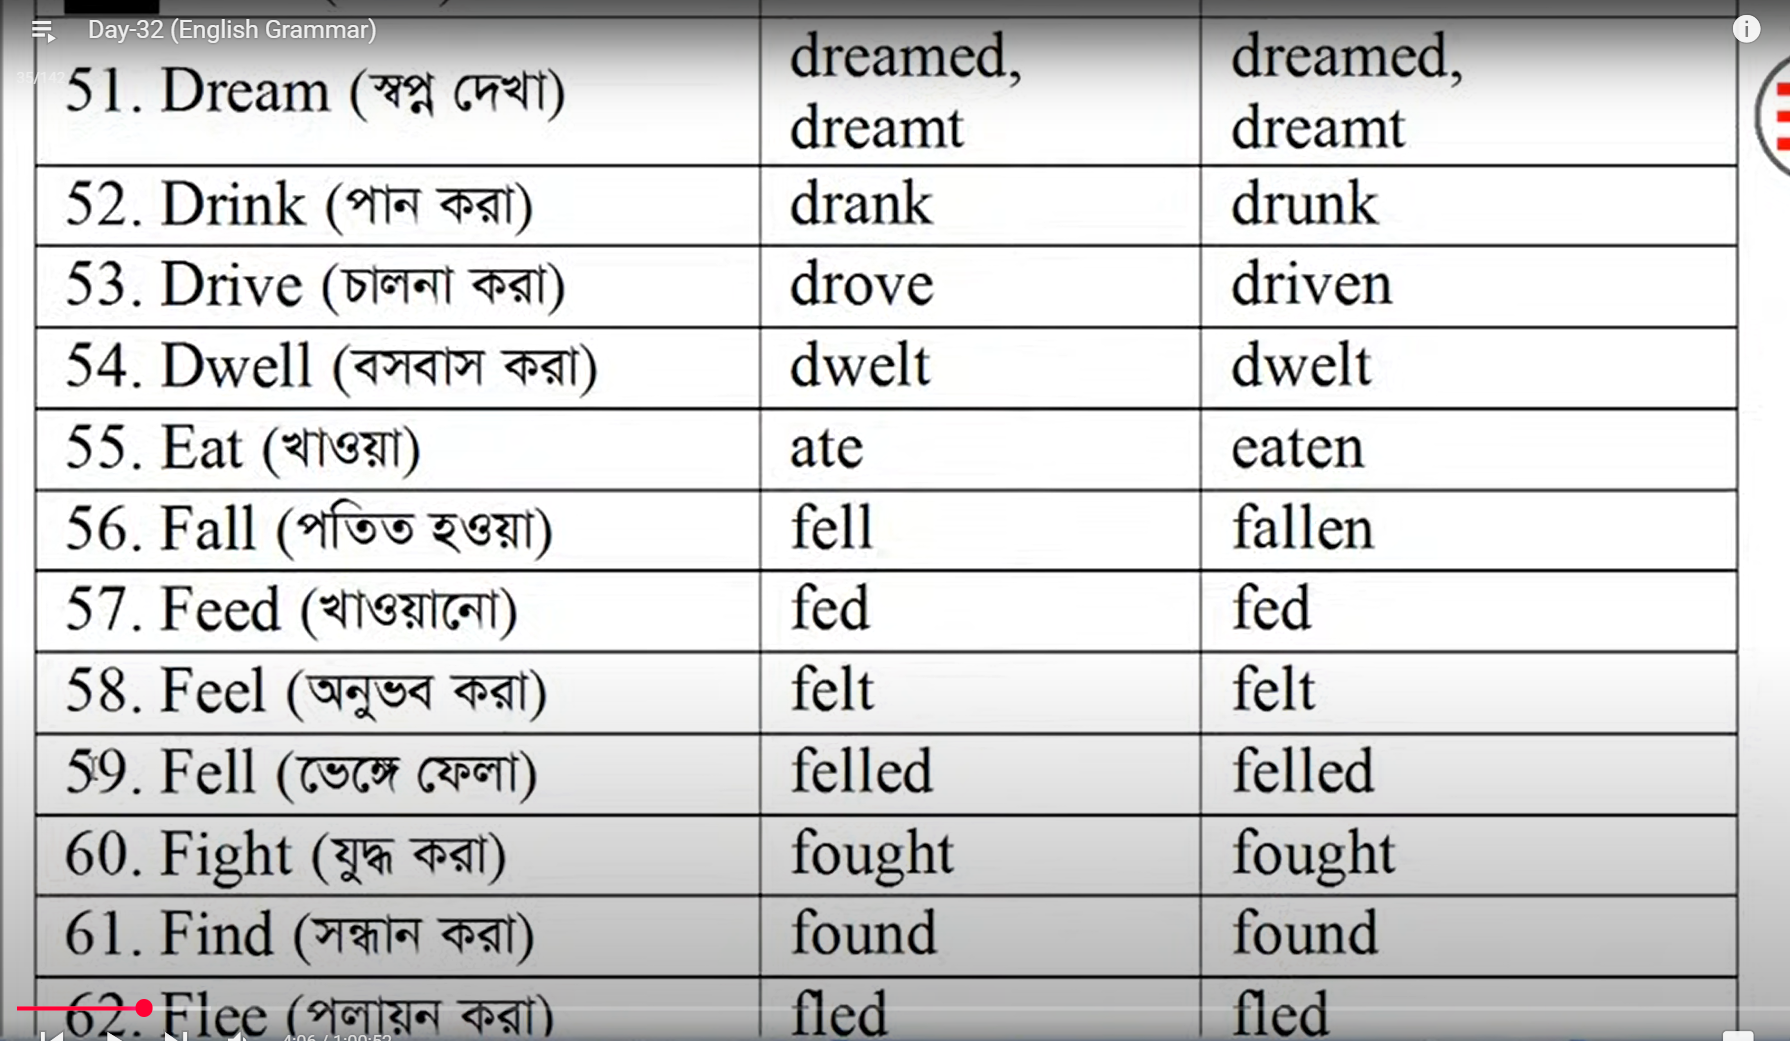 Day-32 (English Grammar)
35/142
51. Dream (স্বপ্ন দেখা) dreamed, dreamed,
dreamt dreamt
52. Drink (পান করা) drank drunk
53. Drive (চালনা করা) drove driven
54. Dwell (বসবাস করা) dwelt dwelt
55. Eat (খাওয়া) ate eaten
56. Fall (পতিত হওয়া) fell fallen
57. Feed (খাওয়ানো) fed fed
58. Feel (অনুভব করা) felt felt
59. Fell (ভেঙ্গে ফেলা) felled felled
60. Fight (যুদ্ধ করা) fought fought
61. Find (সন্ধান করা) found found
62. Flee (পলায়ন করা) fled fled
4:06 / 1:00:52